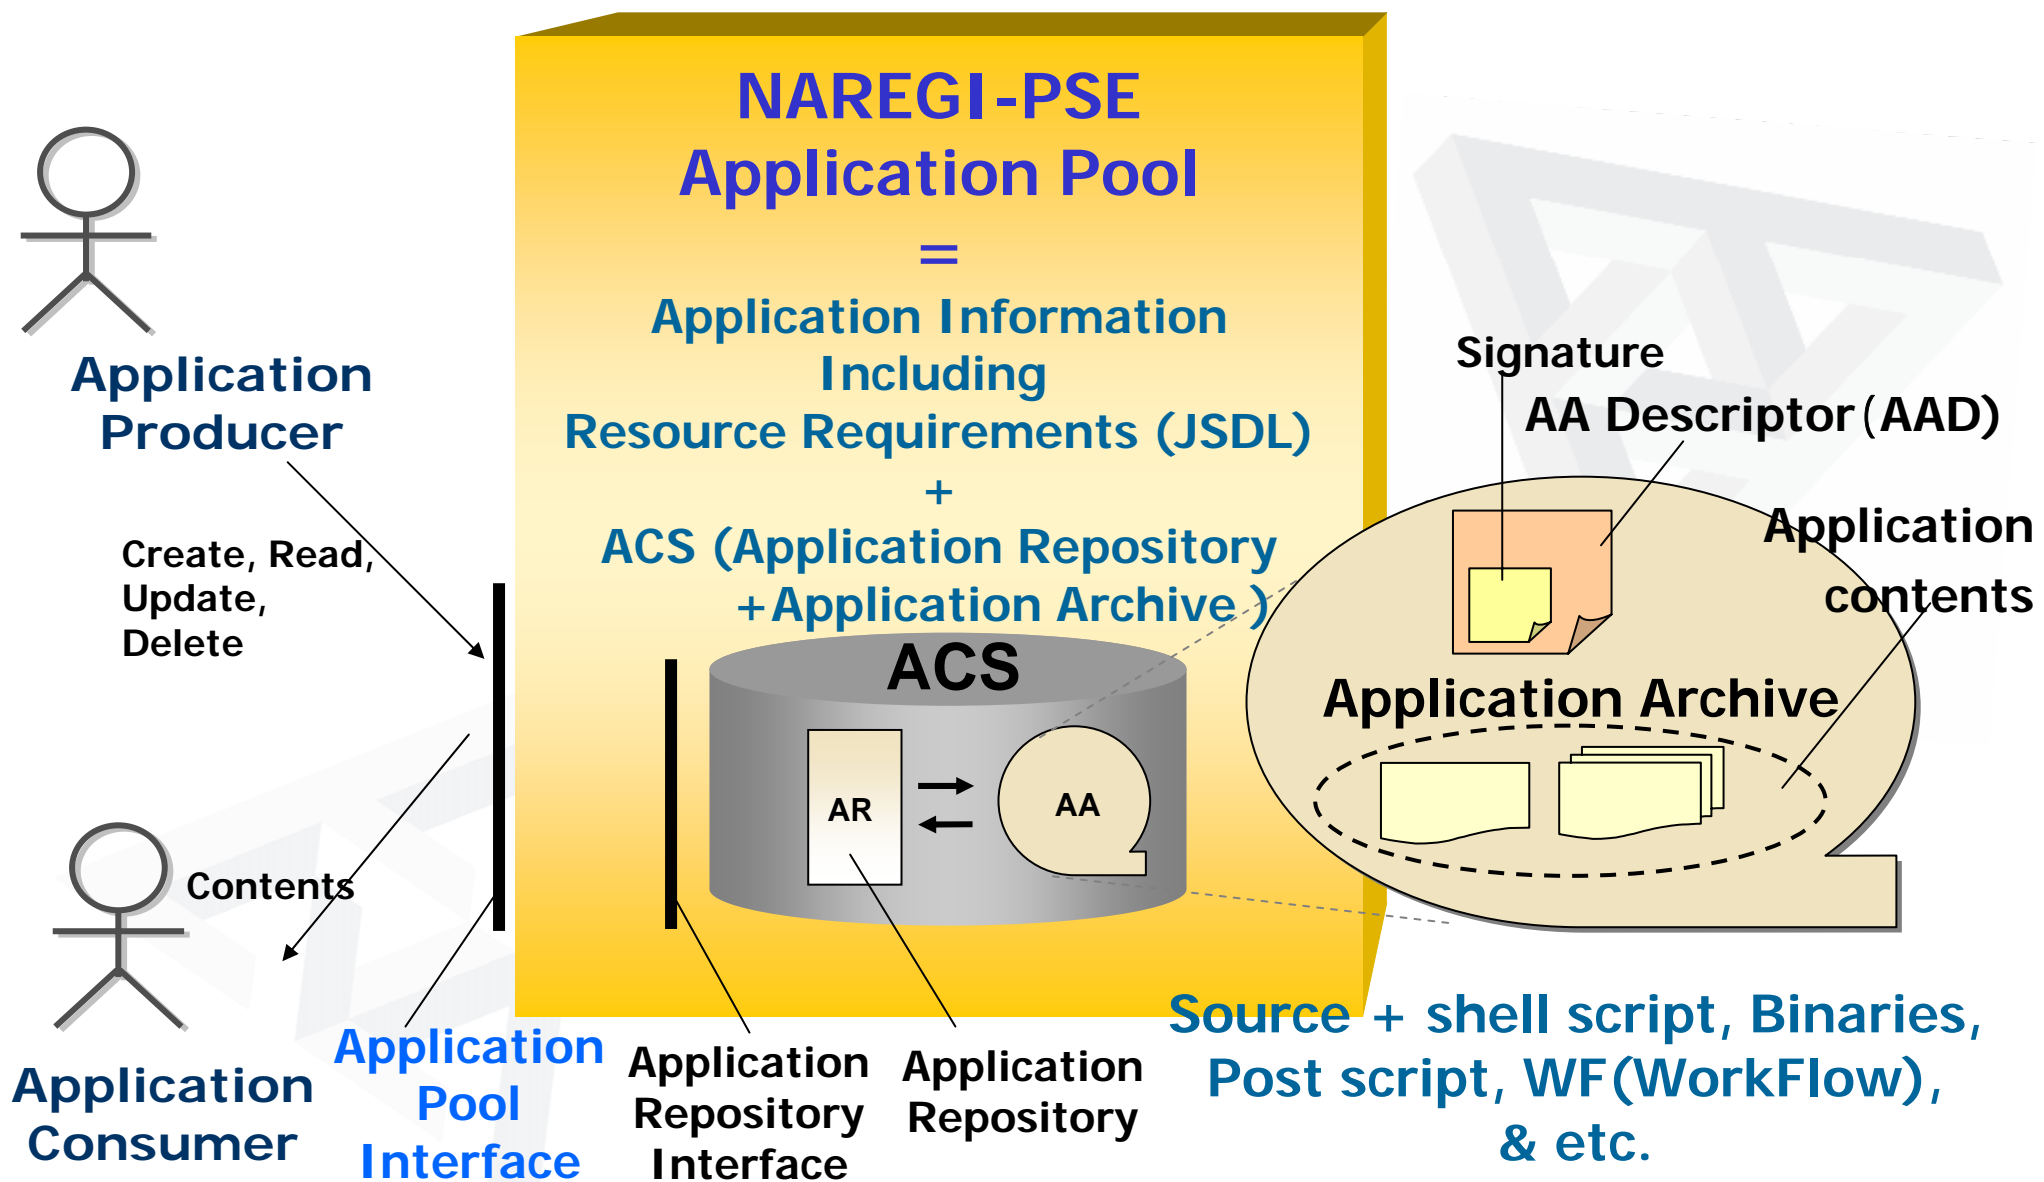 NAREGI-PSE
Application Pool
=
Application Information
Including
Resource Requirements (JSDL)
+
ACS (Application Repository
+Application Archive )
ACS
AR
AA
Application
Producer
Create, Read,
Update,
Delete
Contents
Application
Consumer
Application
Pool
Interface
Application
Repository
Interface
Application
Repository
Signature
AA Descriptor(AAD)
Application
contents
Application Archive
Source + shell script, Binaries,
Post script, WF(WorkFlow),
& etc.